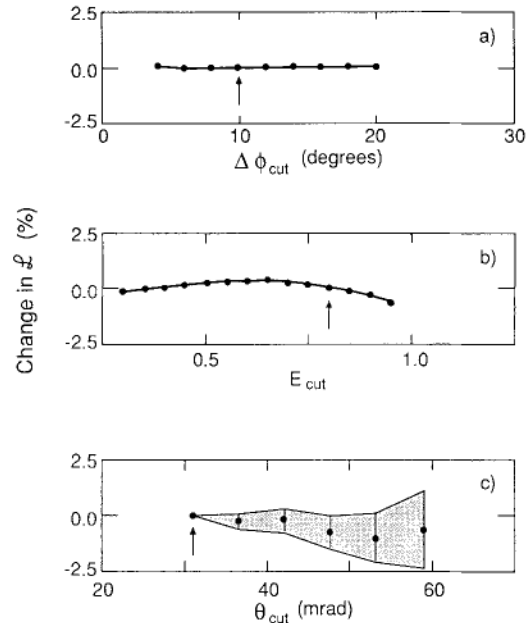 2.5
a)
0.0
-2.5
0 10 20 30
Δ ϕcut (degrees)
Change in ℒ (%)
2.5
b)
0.0
-2.5
0.5 1.0
Ecut
2.5
c)
0.0
-2.5
20 40 60
θcut (mrad)